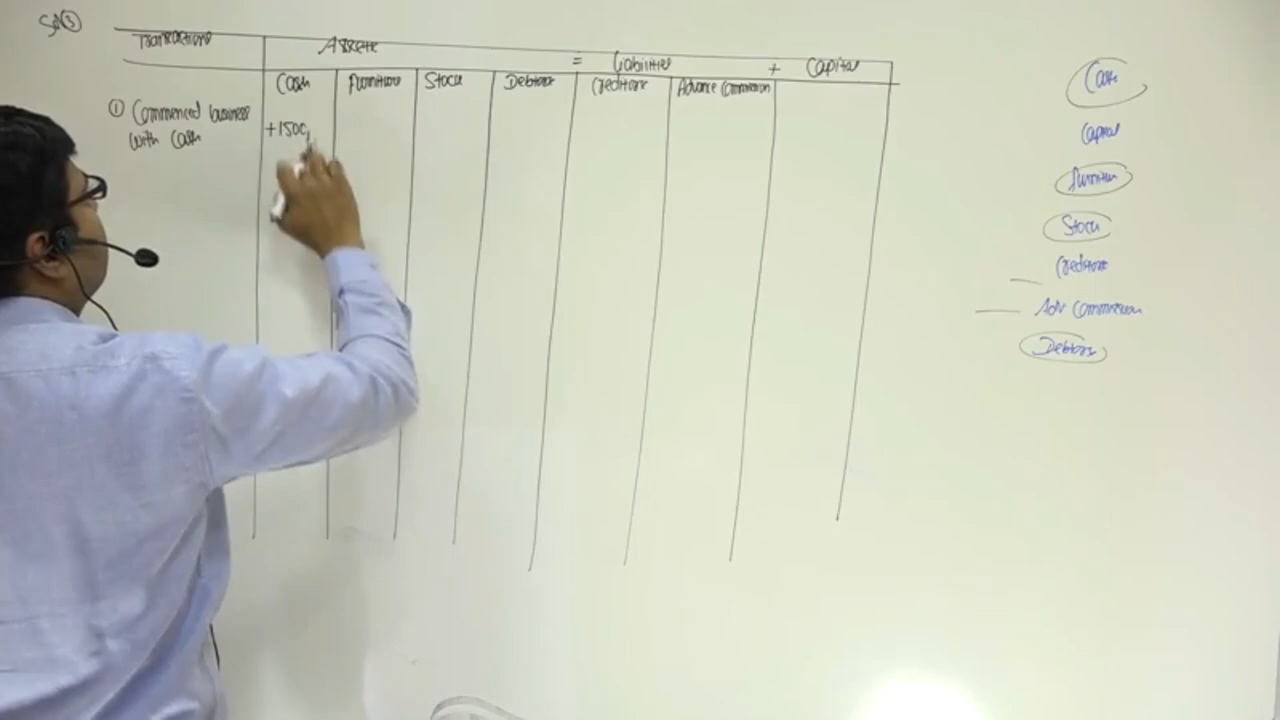 Sol③
Transactions Assets = Liabilities + Capital
Cash Furniture Stock Debtors Creditors Advance Commission
① Commenced business
with Cash
+1500,
Cash
Capital
Furniture
Stock
Creditors
Adv Commission
Debtors